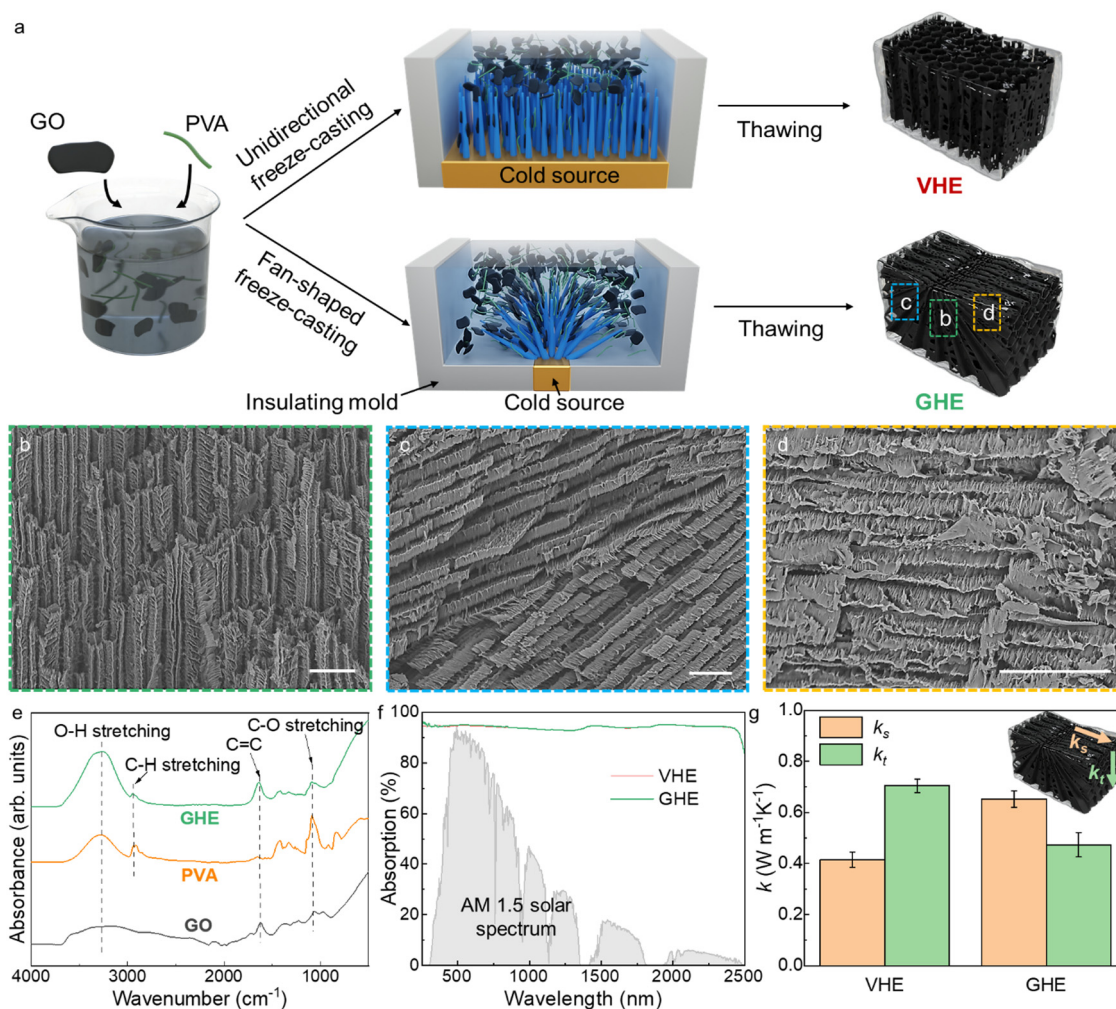 a
GO
PVA
Unidirectional
freeze-casting
Fan-shaped
freeze-casting
Cold source
Thawing
VHE
Insulating mold
Cold source
Thawing
c
b
d
GHE
b
c
d
e
Absorbance (arb. units)
O-H stretching
C-H stretching
C=C
C-O stretching
GHE
PVA
GO
4000
3000
2000
1000
Wavenumber (cm⁻¹)
f
Absorption (%)
100
80
60
40
20
0
VHE
GHE
AM 1.5 solar
spectrum
500
1000
1500
2000
2500
Wavelength (nm)
g
k (W m⁻¹K⁻¹)
1.0
0.8
0.6
0.4
0.2
0.0
kₛ
kₜ
kₛ
kₜ
VHE
GHE